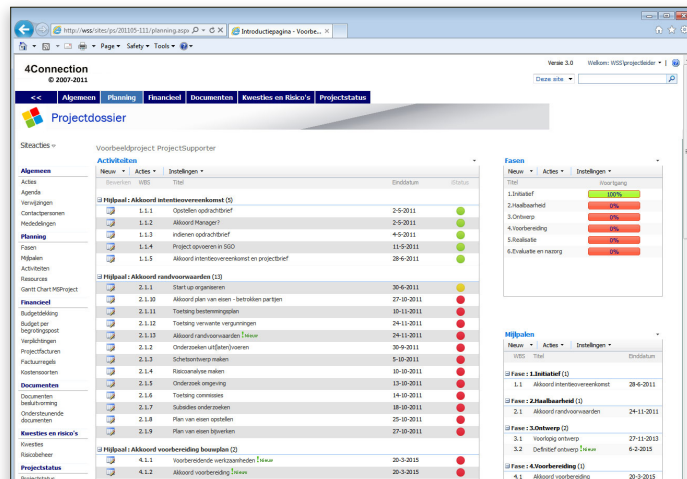 http://wss/sites/ps/201105-111/planning.aspx
Introductiepagina - Voorbe...
Page Safety Tools
4Connection
© 2007-2011
Versie 3.0 Welkom: WSS\projectleider
Deze site
<< Algemeen Planning Financieel Documenten Kwesties en Risico's Projectstatus
Projectdossier
Siteacties
Algemeen
Acties
Agenda
Verwijzingen
Contactpersonen
Mededelingen
Planning
Fasen
Mijlpalen
Activiteiten
Resources
Gantt Chart MSProject
Financieel
Budgetdekking
Budget per
begrotingspost
Verplichtingen
Projectfacturen
Factuurregels
Kostensoorten
Documenten
Documenten
besluitvorming
Ondersteunende
documenten
Kwesties en risico's
Kwesties
Risicobeheer
Projectstatus
Projectstatus
Voorbeeldproject ProjectSupporter
Activiteiten
Nieuw Acties Instellingen
Bewerken WBS Titel Einddatum Status
Mijlpaal : Akkoord intentieovereenkomst (5)
1.1.1 Opstellen opdrachtbrief 2-5-2011
1.1.2 Akkoord Manager? 2-5-2011
1.1.3 indienen opdrachtbrief 4-5-2011
1.1.4 Project opvoeren in SGO 11-5-2011
1.1.5 Akkoord intentieovereenkomst en projectbrief 28-6-2011
Mijlpaal : Akkoord randvoorwaarden (13)
2.1.1 Start up organiseren 30-6-2011
2.1.10 Akkoord plan van eisen - betrokken partijen 27-10-2011
2.1.11 Toetsing bestemmingsplan 10-11-2011
2.1.12 Toetsing verwante vergunningen 24-11-2011
2.1.13 Akkoord randvoorwaarden Nieuw 24-11-2011
2.1.2 Onderzoeken uit(laten)voeren 30-9-2011
2.1.3 Schetsontwerp maken 5-10-2011
2.1.4 Risicoanalyse maken 10-10-2011
2.1.5 Onderzoek omgeving 13-10-2011
2.1.6 Toetsing commissies 14-10-2011
2.1.7 Subsidies onderzoeken 18-10-2011
2.1.8 Plan van eisen opstellen 25-10-2011
2.1.9 Plan van eisen bijwerken 27-10-2011
Mijlpaal : Akkoord voorbereiding bouwplan (2)
4.1.1 Voorbereidende werkzaamheden Nieuw 20-3-2015
4.1.2 Akkoord voorbereiding Nieuw 20-3-2015
Fasen
Nieuw Acties Instellingen
Titel Voortgang
1.Initiatief 100%
2.Haalbaarheid 0%
3.Ontwerp 0%
4.Voorbereiding 0%
5.Realisatie 0%
6.Evaluatie en nazorg 0%
Mijlpalen
Nieuw Acties Instellingen
WBS Titel Einddatum
Fase : 1.Initiatief (1)
1.1 Akkoord intentieovereenkomst 28-6-2011
Fase : 2.Haalbaarheid (1)
2.1 Akkoord randvoorwaarden 24-11-2011
Fase : 3.Ontwerp (2)
3.1 Voorlopig ontwerp 27-11-2013
3.2 Definitief ontwerp Nieuw 6-2-2015
Fase : 4.Voorbereiding (1)
4.1 Akkoord voorbereiding 20-3-2015